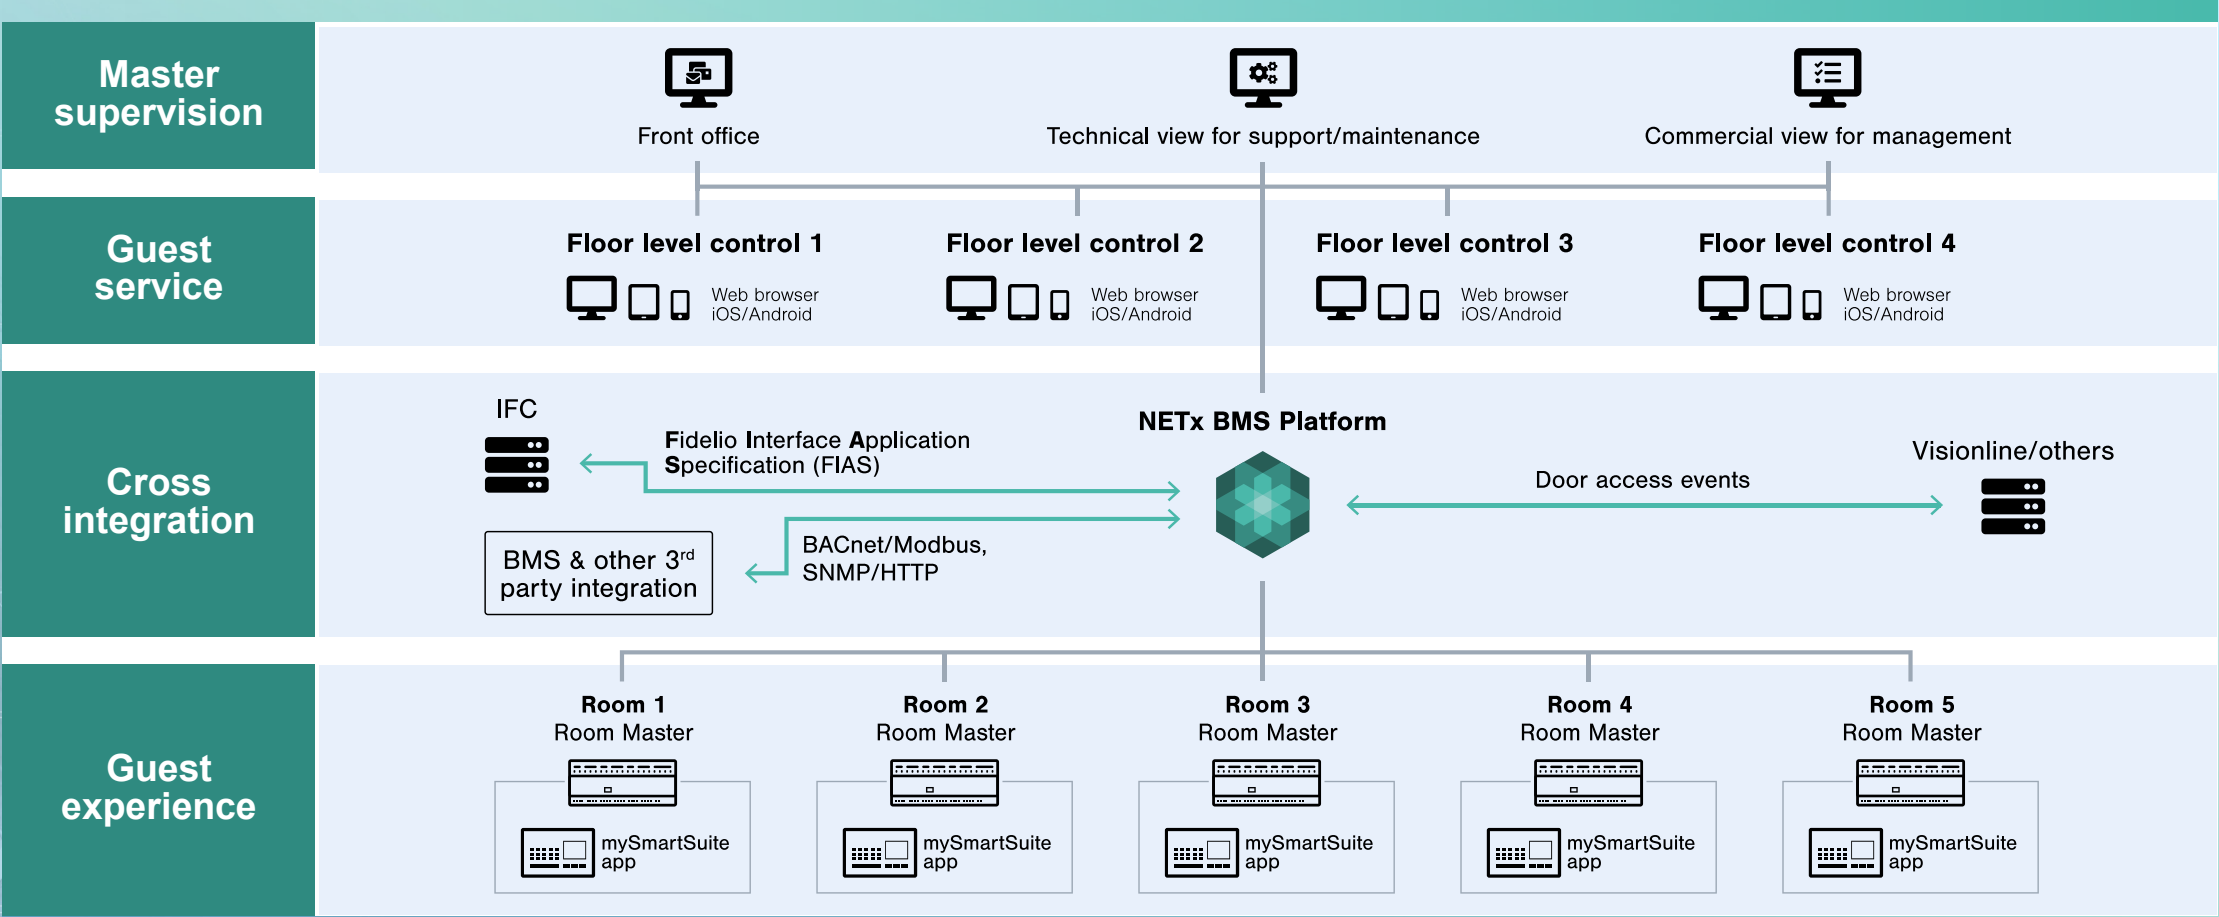 Master
supervision
Front office
Technical view for support/maintenance
Commercial view for management
Guest
service
Floor level control 1
Web browser
iOS/Android
Floor level control 2
Web browser
iOS/Android
Floor level control 3
Web browser
iOS/Android
Floor level control 4
Web browser
iOS/Android
Cross
integration
IFC
Fidelio Interface Application
Specification (FIAS)
BMS & other 3rd
party integration
BACnet/Modbus,
SNMP/HTTP
NETx BMS Platform
Door access events
Visionline/others
Guest
experience
Room 1
Room Master
mySmartSuite
app
Room 2
Room Master
mySmartSuite
app
Room 3
Room Master
mySmartSuite
app
Room 4
Room Master
mySmartSuite
app
Room 5
Room Master
mySmartSuite
app